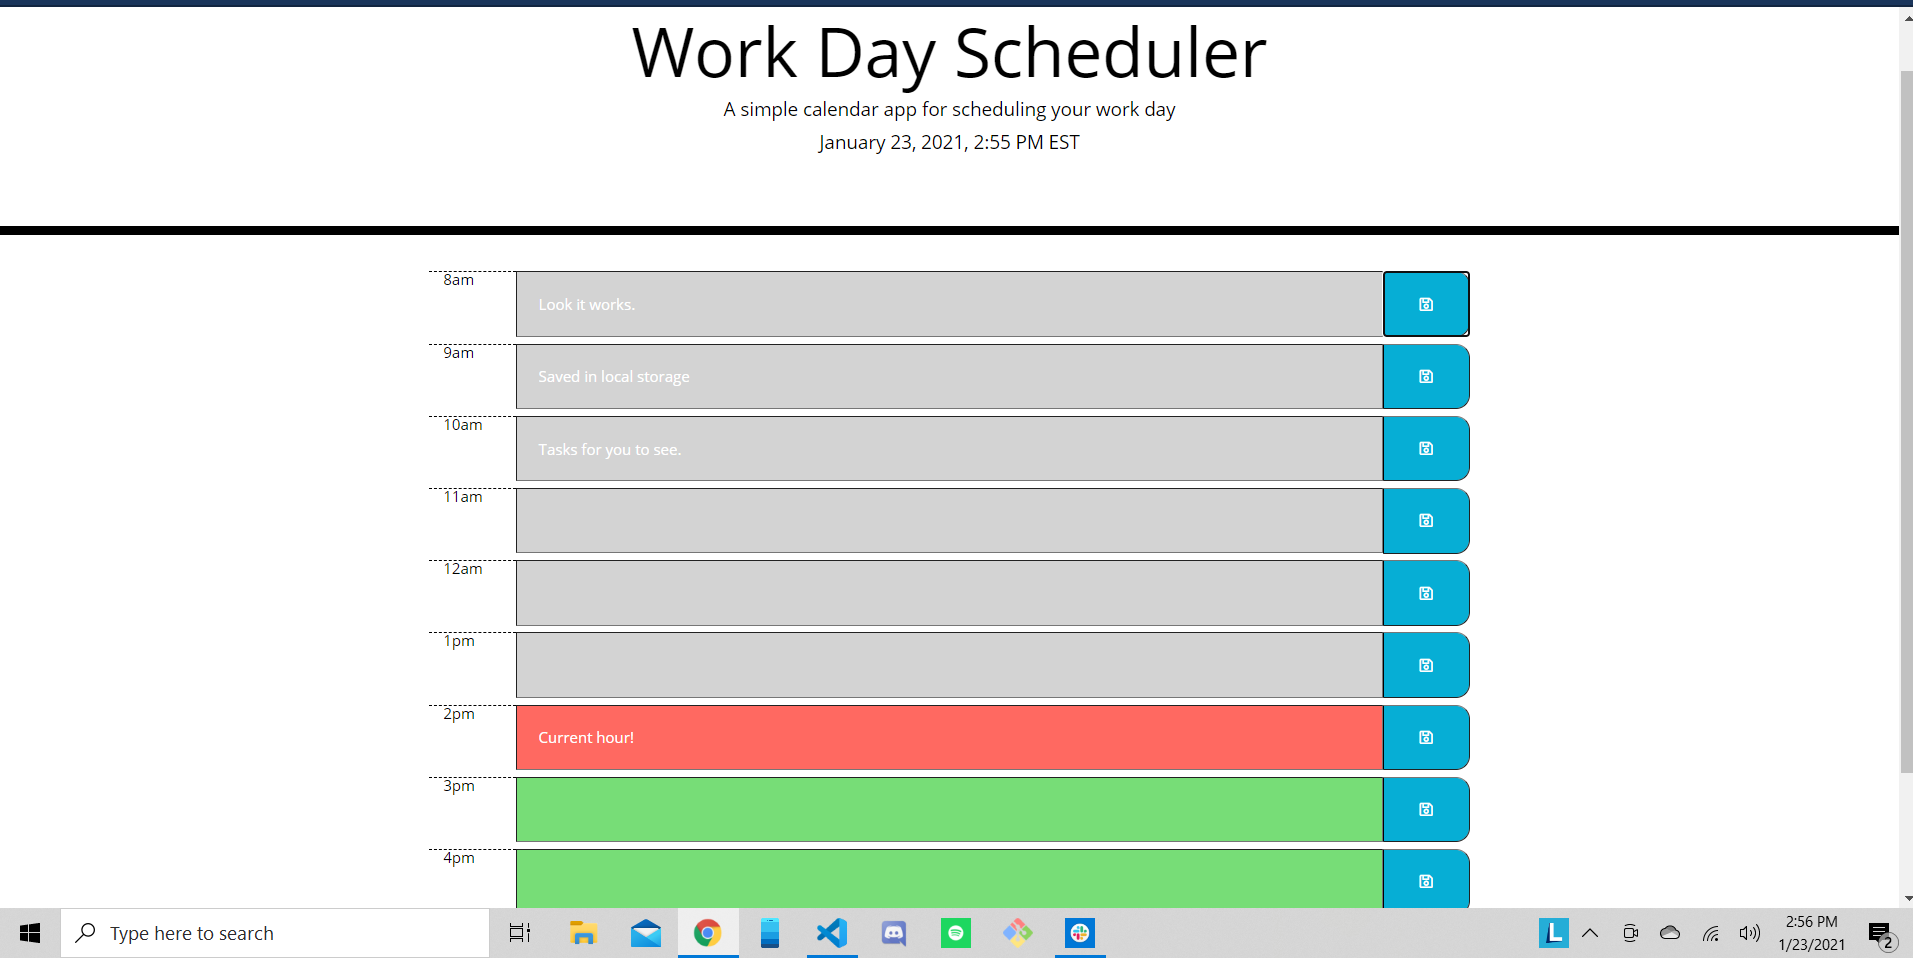 Work Day Scheduler
A simple calendar app for scheduling your work day
January 23, 2021, 2:55 PM EST
8am
Look it works.
9am
Saved in local storage
10am
Tasks for you to see.
11am
12am
1pm
2pm
Current hour!
3pm
4pm
Type here to search
L
2:56 PM
1/23/2021
2